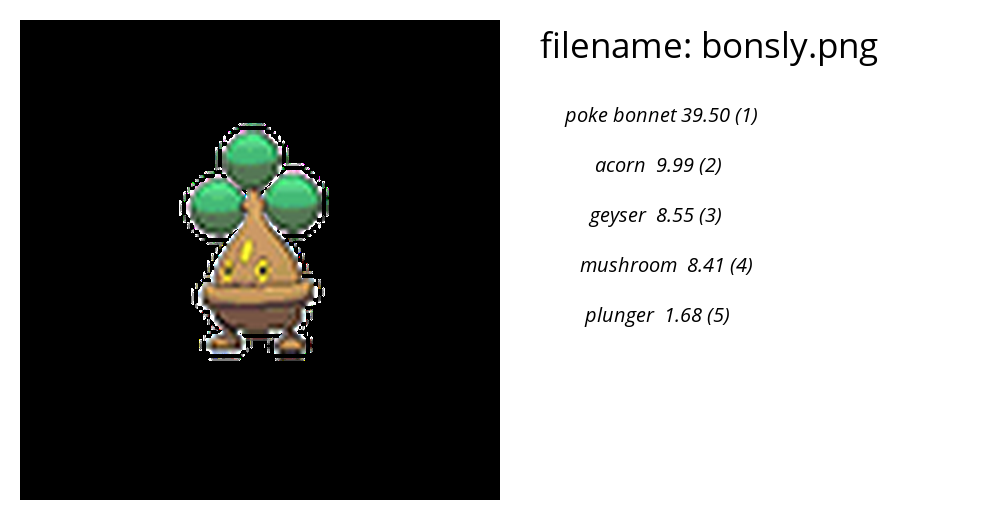 filename: bonsly.png
poke bonnet 39.50 (1)
acorn 9.99 (2)
geyser 8.55 (3)
mushroom 8.41 (4)
plunger 1.68 (5)